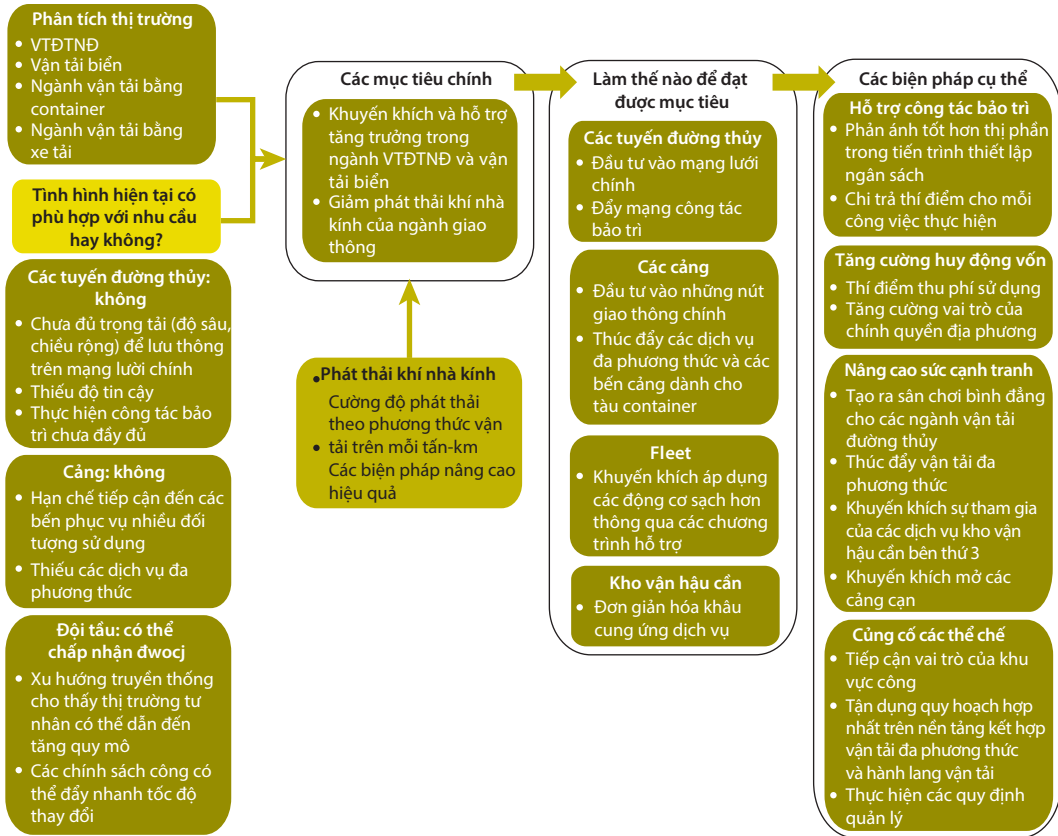 Phân tích thị trường
• VTĐTNĐ
• Vận tải biển
• Ngành vận tải bằng
container
• Ngành vận tải bằng
xe tải
Tình hình hiện tại có
phù hợp với nhu cầu
hay không?
Các tuyến đường thủy:
không
• Chưa đủ trọng tải (độ sâu,
chiều rộng) để lưu thông
trên mạng lười chính
• Thiếu độ tin cậy
• Thực hiện công tác bảo
trì chưa đầy đủ
Cảng: không
• Hạn chế tiếp cận đến các
bến phục vụ nhiều đối
tượng sử dụng
• Thiếu các dịch vụ đa
phương thức
Đội tầu: có thể
chấp nhận đwocj
• Xu hướng truyền thống
cho thấy thị trường tư
nhân có thể dẫn đến
tăng quy mô
• Các chính sách công có
thể đẩy nhanh tốc độ
thay đổi
Các mục tiêu chính
• Khuyến khích và hỗ trợ
tăng trưởng trong
ngành VTĐTNĐ và vận
tải biển
• Giảm phát thải khí nhà
kính của ngành giao
thông
• Phát thải khí nhà kính
Cường độ phát thải
theo phương thức vận
• tải trên mỗi tấn-km
Các biện pháp nâng cao
hiệu quả
Làm thế nào để đạt
được mục tiêu
Các tuyến đường thủy
• Đầu tư vào mạng lưới
chính
• Đẩy mạng công tác
bảo trì
Các cảng
• Đầu tư vào những nút
giao thông chính
• Thúc đẩy các dịch vụ
đa phương thức và các
bến cảng dành cho
tàu container
Fleet
• Khuyến khích áp dụng
các động cơ sạch hơn
thông qua các chương
trình hỗ trợ
Kho vận hậu cần
• Đơn giản hóa khâu
cung ứng dịch vụ
Các biện pháp cụ thể
Hỗ trợ công tác bảo trì
• Phản ánh tốt hơn thị phần
trong tiến trình thiết lập
ngân sách
• Chi trả thí điểm cho mỗi
công việc thực hiện
Tăng cường huy động vốn
• Thí điểm thu phí sử dụng
• Tăng cường vai trò của
chính quyền địa phương
Nâng cao sức cạnh tranh
• Tạo ra sân chơi bình đẳng
cho các ngành vận tải
đường thủy
• Thúc đẩy vận tải đa
phương thức
• Khuyến khích sự tham gia
của các dịch vụ kho vận
hậu cần bên thứ 3
• Khuyến khích mở các
cảng cạn
Củng cố các thể chế
• Tiếp cận vai trò của khu
vực công
• Tận dụng quy hoạch hợp
nhất trên nền tảng kết hợp
vận tải đa phương thức
và hành lang vận tải
• Thực hiện các quy định
quản lý